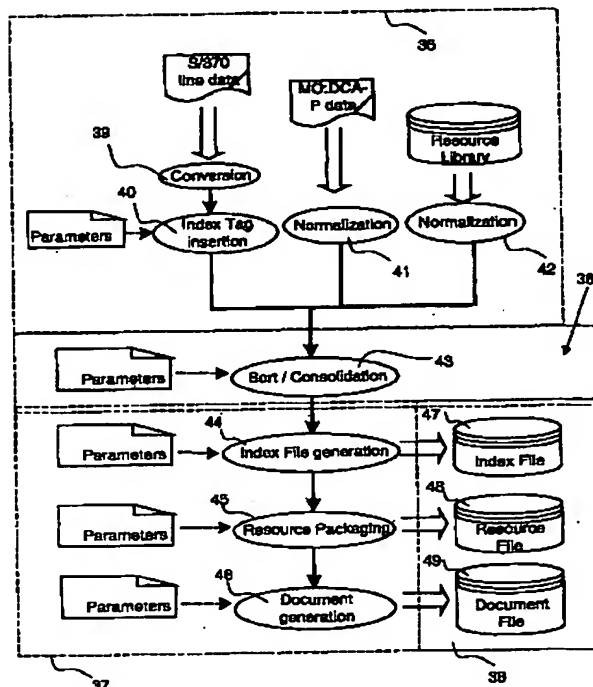 35
S/370
line data
MO:DCA-
P data
Resource
Library
39
Conversion
40
Parameters
Index Tag
insertion
Normalization
41
Normalization
42
36
Parameters
Sort / Consolidation
43
44
Parameters
Index File generation
47
Index File
45
Parameters
Resource Packaging
48
Resource
File
46
Parameters
Document
generation
49
Document
File
37
38